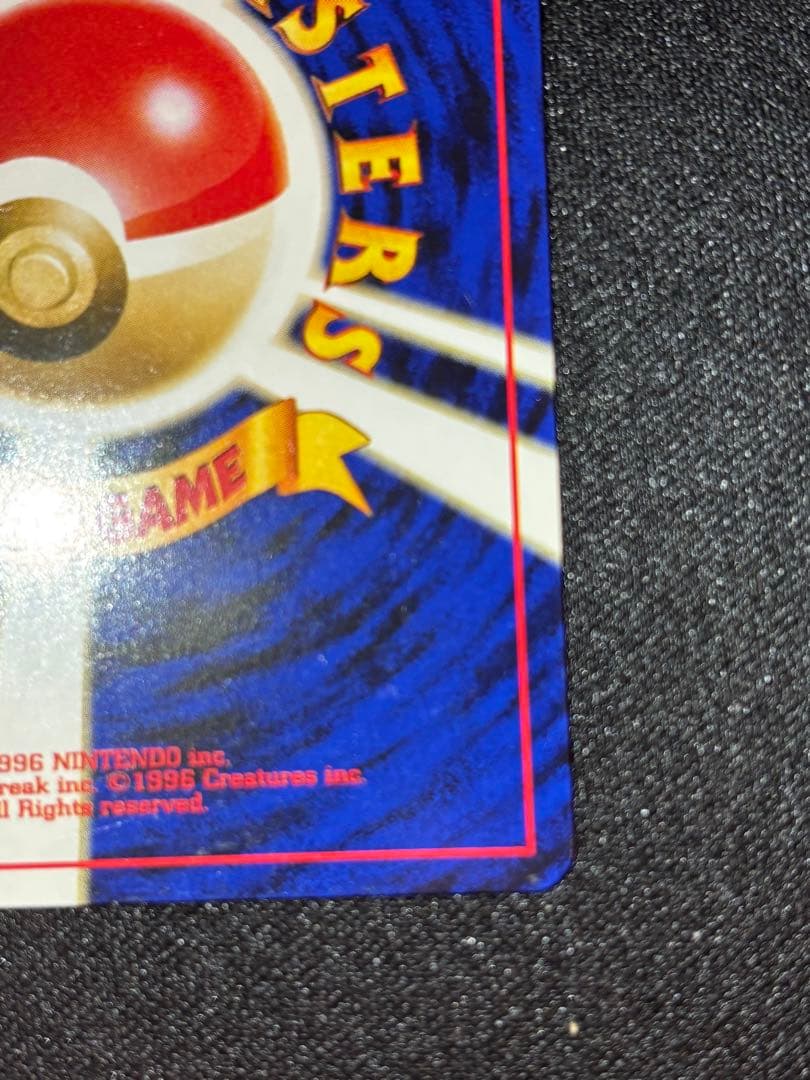 STERS
GAME
996 NINTENDO inc.
reak inc. ©1996 Creatures inc.
ll Rights reserved.